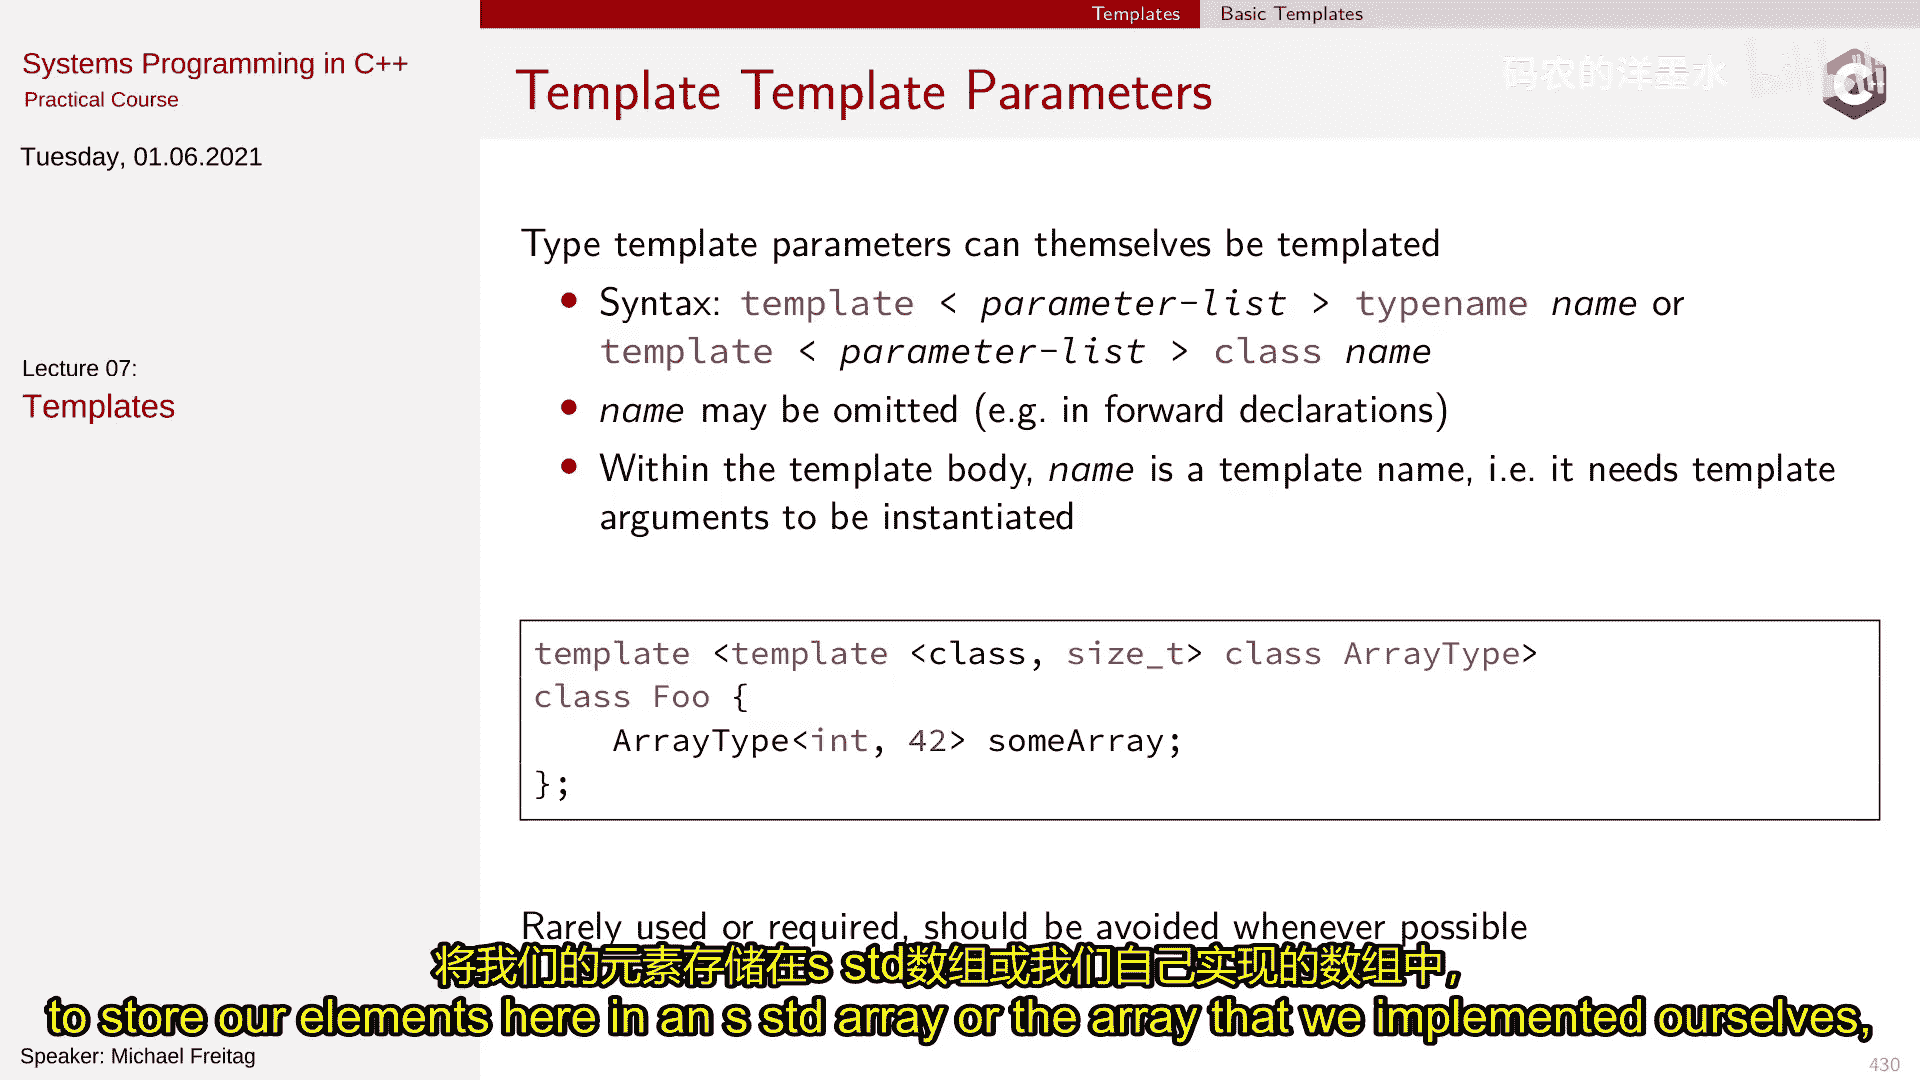 Templates
Basic Templates
Systems Programming in C++
Practical Course
Tuesday, 01.06.2021
Lecture 07:
Templates
Template Template Parameters
码农的洋墨水
Type template parameters can themselves be templated
• Syntax: template < parameter-list > typename name or
template < parameter-list > class name
• name may be omitted (e.g. in forward declarations)
• Within the template body, name is a template name, i.e. it needs template
arguments to be instantiated
template <template <class, size_t> class ArrayType>
class Foo {
ArrayType<int, 42> someArray;
};
Rarely used or required, should be avoided whenever possible
将我们的元素存储在s std数组或我们自己实现的数组中,
to store our elements here in an s std array or the array that we implemented ourselves,
Speaker: Michael Freitag
430